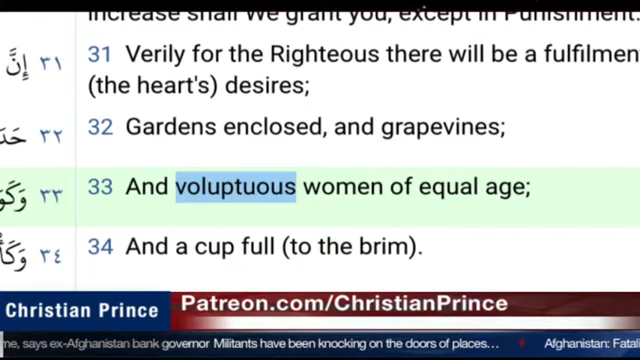 increase shall We grant you, except in Punishment.
إِنَّ ٣١ 31 Verily for the Righteous there will be a fulfilmen
(the heart's) desires;
حَدَ ٣٢ 32 Gardens enclosed, and grapevines;
وَكَوَ ٣٣ 33 And voluptuous women of equal age;
وَكَأْ ٣٤ 34 And a cup full (to the brim).
Christian Prince Patreon.com/ChristianPrince
me, says ex-Afghanistan bank governor Militants have been knocking on the doors of places… Afghanistan: Fatali